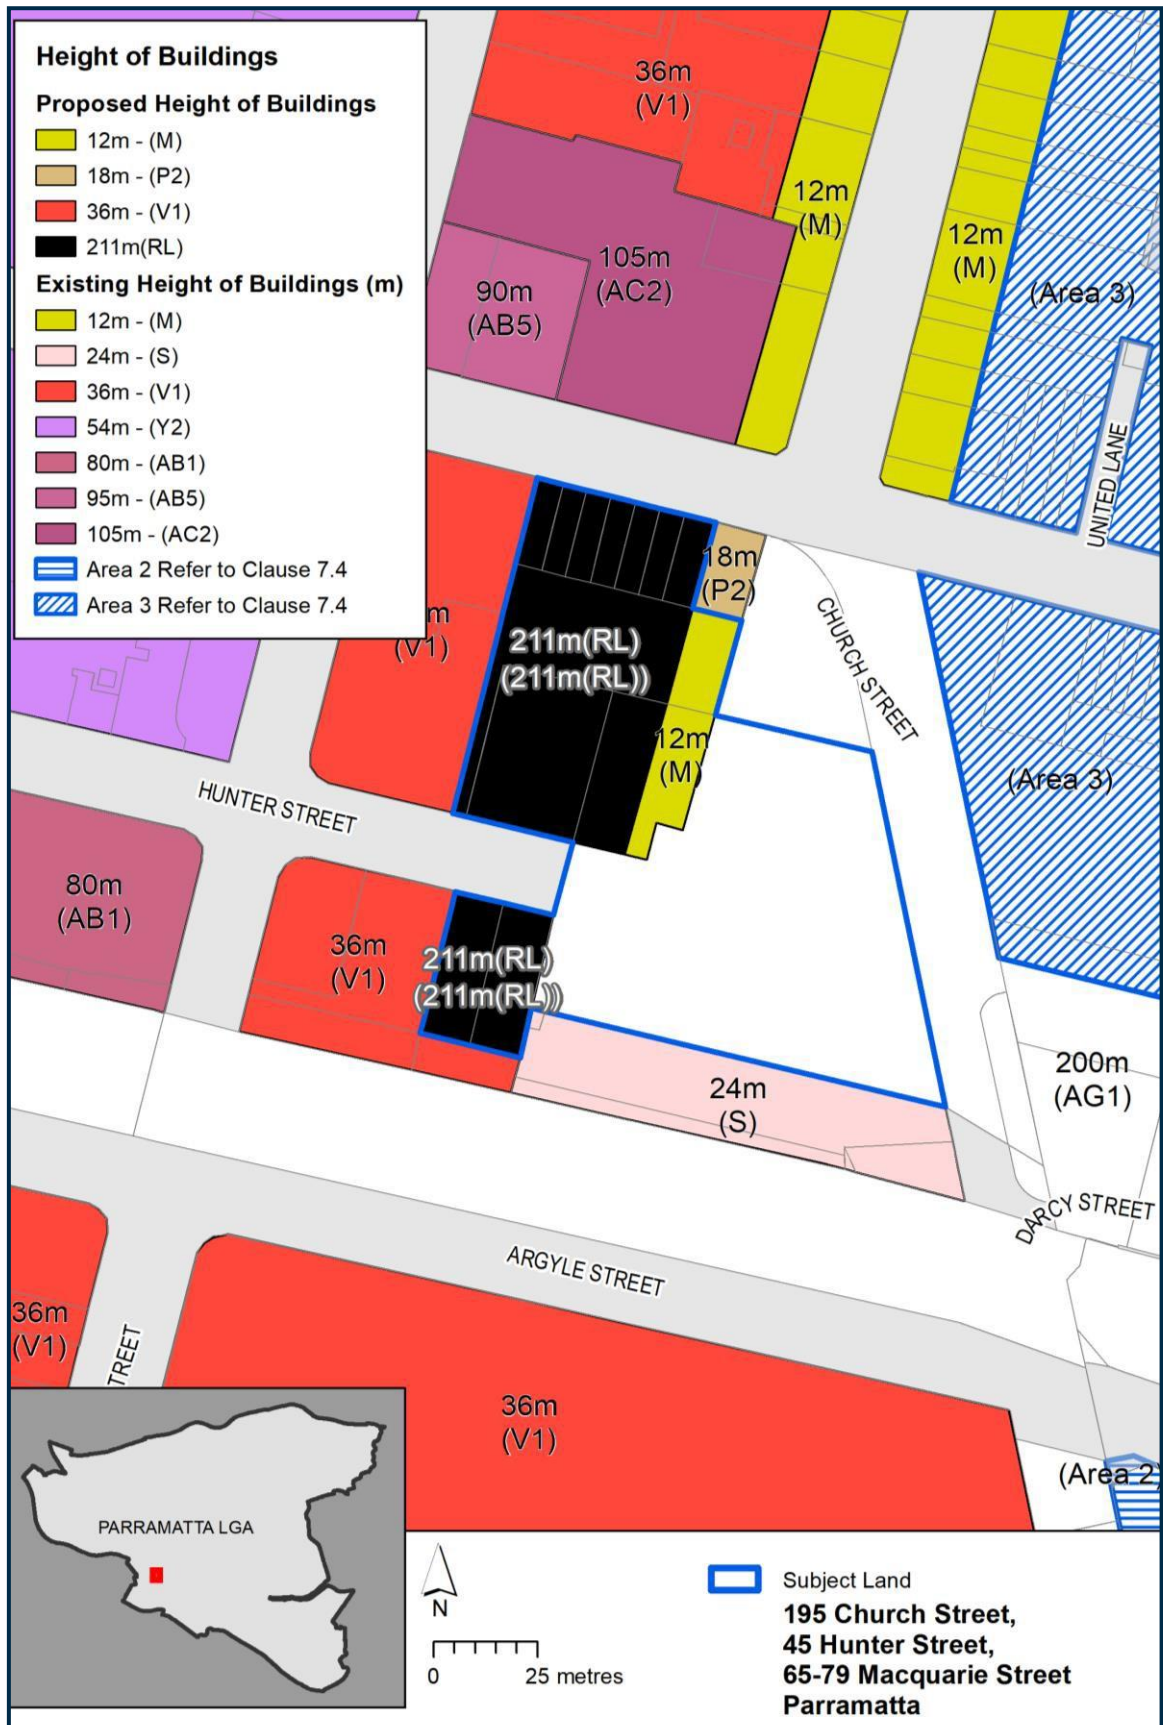 Height of Buildings
Proposed Height of Buildings
12m - (M)
18m - (P2)
36m - (V1)
211m(RL)
Existing Height of Buildings (m)
12m - (M)
24m - (S)
36m - (V1)
54m - (Y2)
80m - (AB1)
95m - (AB5)
105m - (AC2)
Area 2 Refer to Clause 7.4
Area 3 Refer to Clause 7.4
36m
(V1)
12m
(M)
12m
(M)
(Area 3)
105m
(AC2)
90m
(AB5)
UNITED LANE
18m
(P2)
CHURCH STREET
m
(V1)
211m(RL)
(211m(RL))
12m
(M)
(Area 3)
HUNTER STREET
80m
(AB1)
36m
(V1)
211m(RL)
(211m(RL))
24m
(S)
200m
(AG1)
DARCY STREET
ARGYLE STREET
36m
(V1)
TREET
36m
(V1)
(Area 2)
PARRAMATTA LGA
N
0 25 metres
Subject Land
195 Church Street,
45 Hunter Street,
65-79 Macquarie Street
Parramatta